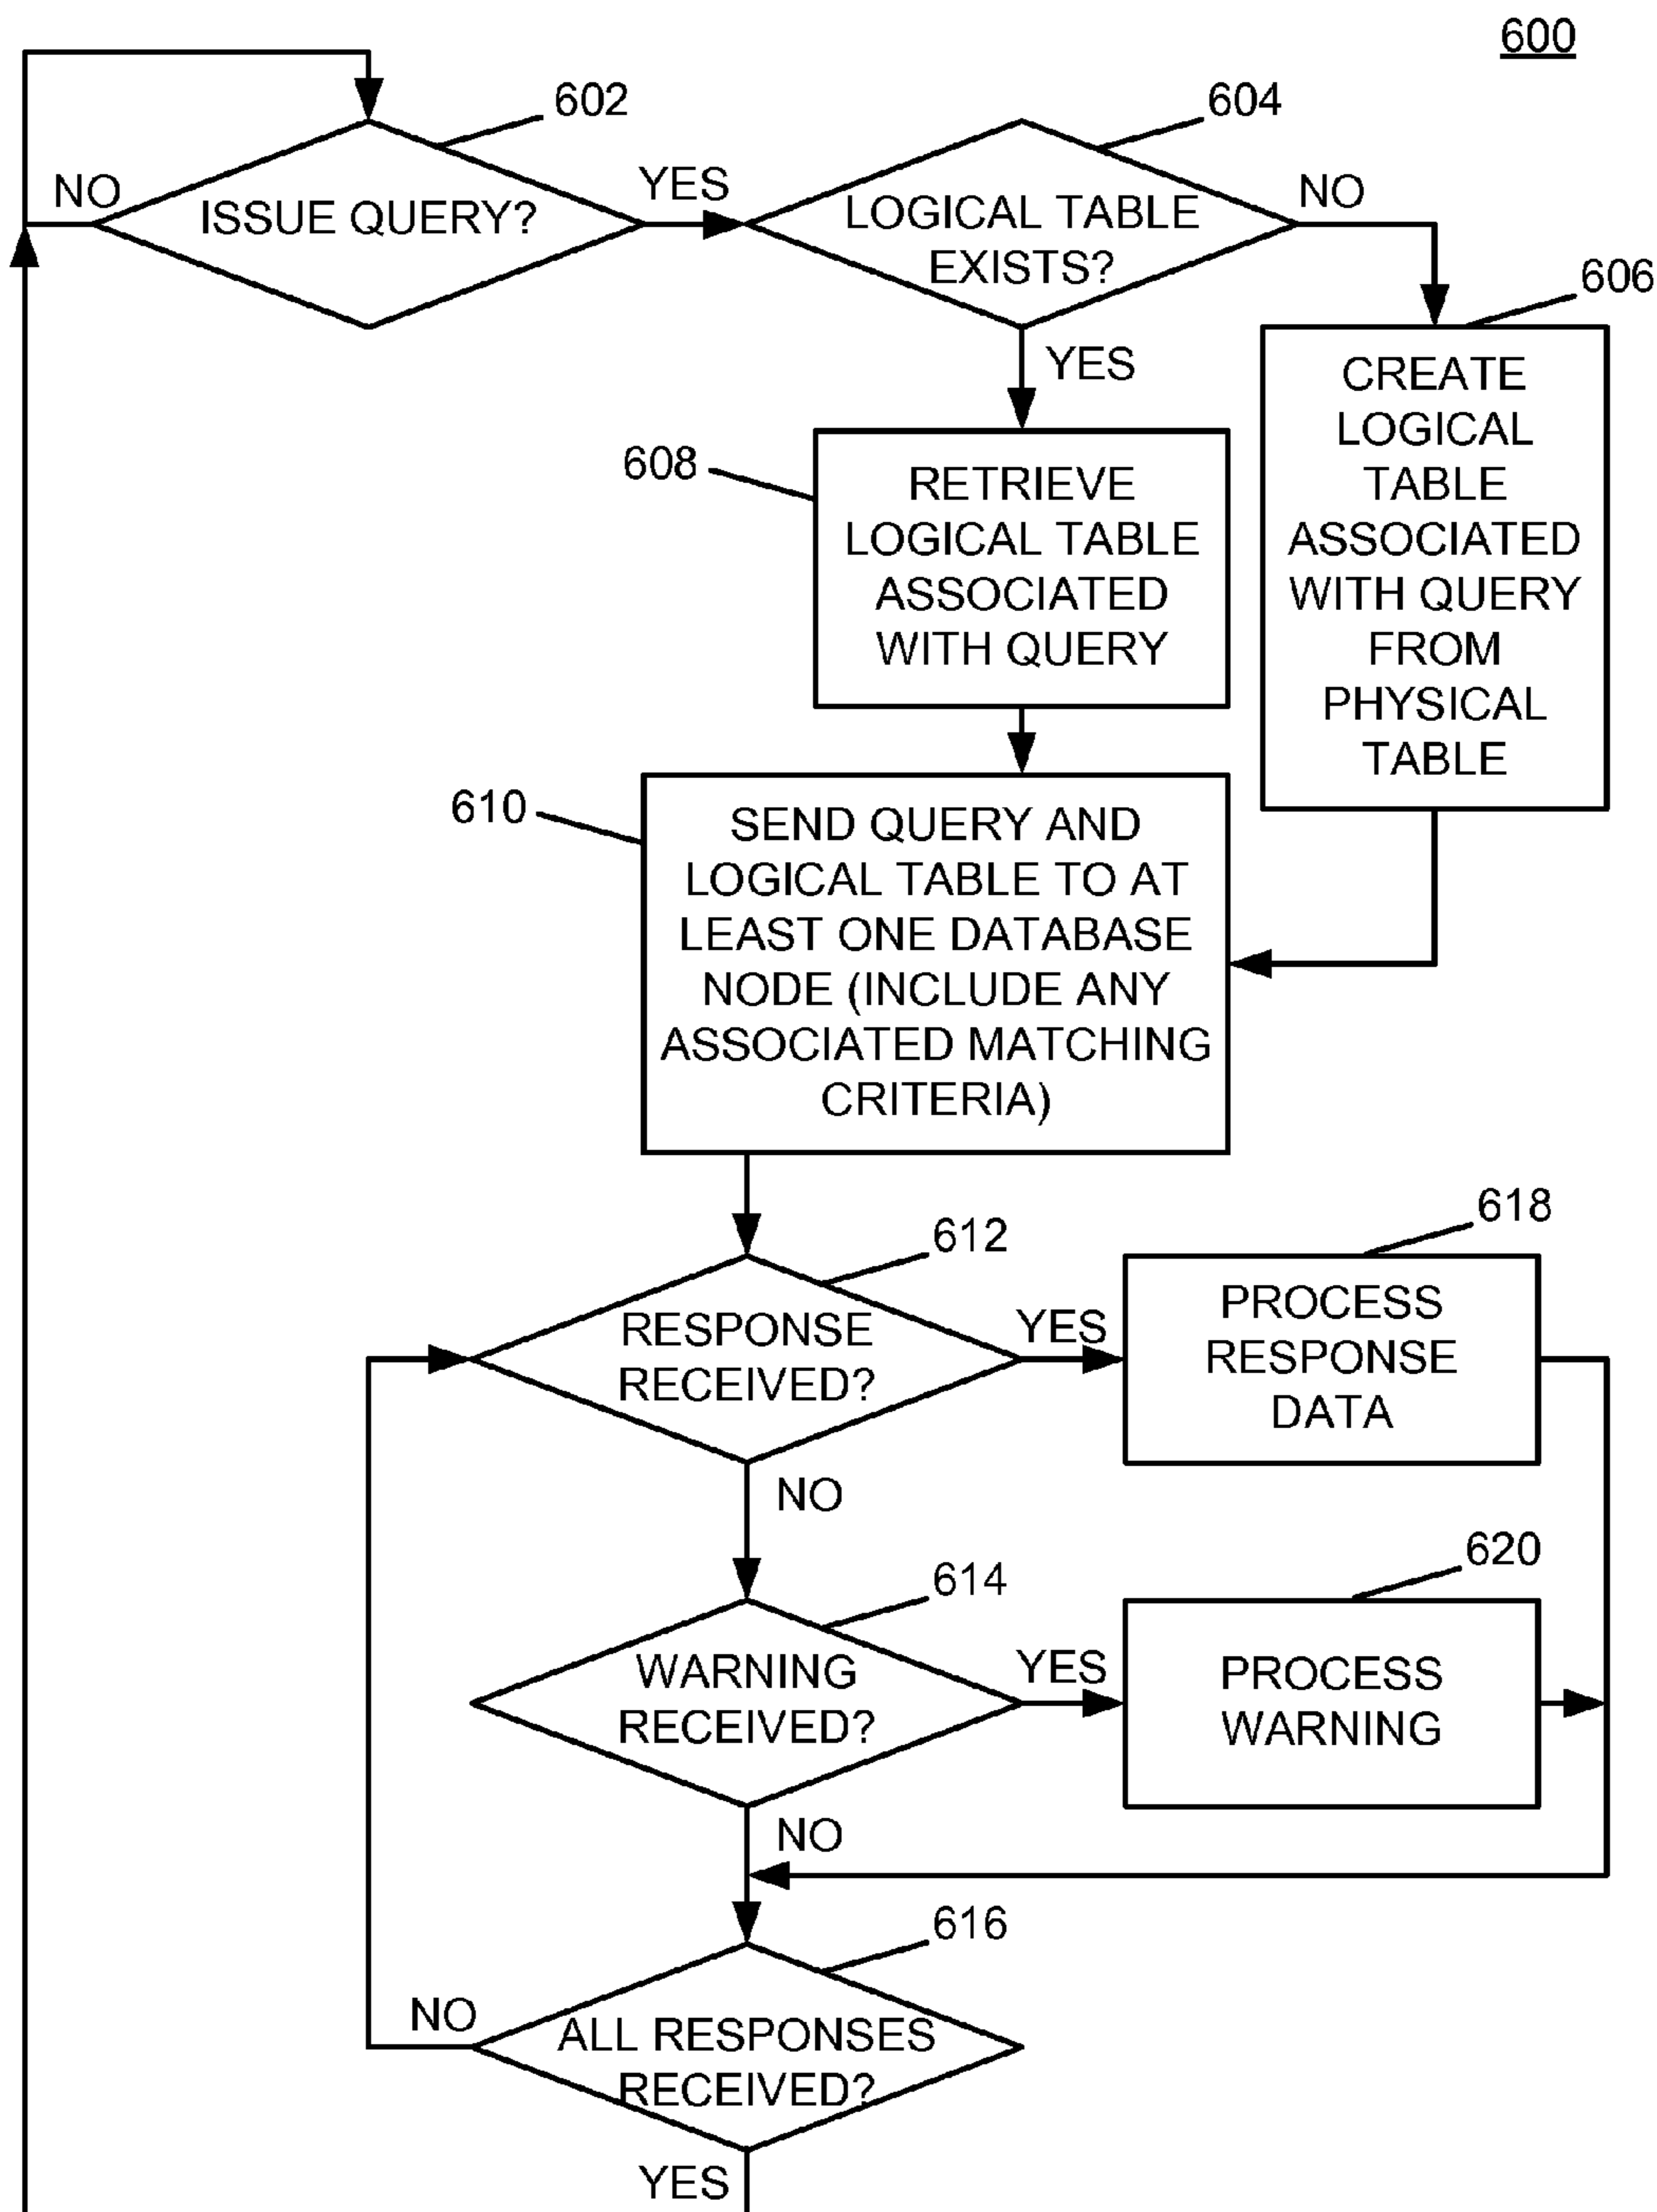 600
602
604
NO
ISSUE QUERY?
YES
LOGICAL TABLE
EXISTS?
NO
606
YES
CREATE
LOGICAL
TABLE
ASSOCIATED
WITH QUERY
FROM
PHYSICAL
TABLE
608
RETRIEVE
LOGICAL TABLE
ASSOCIATED
WITH QUERY
610
SEND QUERY AND
LOGICAL TABLE TO AT
LEAST ONE DATABASE
NODE (INCLUDE ANY
ASSOCIATED MATCHING
CRITERIA)
612
618
RESPONSE
RECEIVED?
YES
PROCESS
RESPONSE
DATA
NO
614
620
WARNING
RECEIVED?
YES
PROCESS
WARNING
NO
616
NO
ALL RESPONSES
RECEIVED?
YES